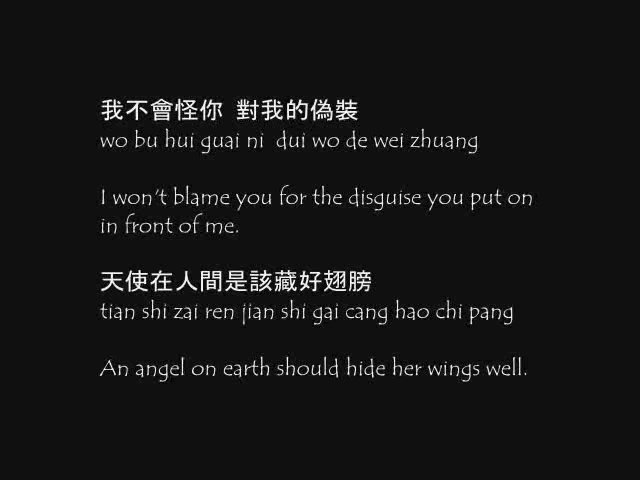 我不會怪你 對我的偽裝
wo bu hui guai ni dui wo de wei zhuang
I won't blame you for the disguise you put on
in front of me.
天使在人間是該藏好翅膀
tian shi zai ren jian shi gai cang hao chi pang
An angel on earth should hide her wings well.